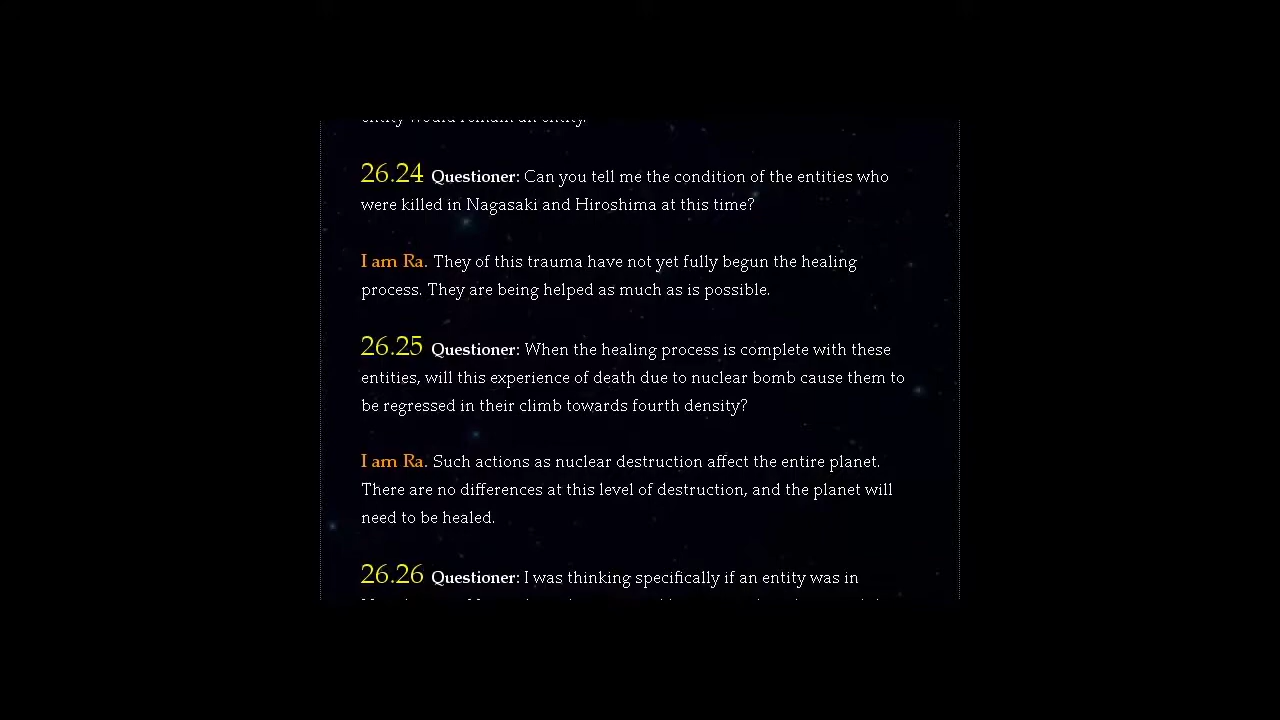 entity would remain an entity.
26.24 Questioner: Can you tell me the condition of the entities who
were killed in Nagasaki and Hiroshima at this time?
I am Ra. They of this trauma have not yet fully begun the healing
process. They are being helped as much as is possible.
26.25 Questioner: When the healing process is complete with these
entities, will this experience of death due to nuclear bomb cause them to
be regressed in their climb towards fourth density?
I am Ra. Such actions as nuclear destruction affect the entire planet.
There are no differences at this level of destruction, and the planet will
need to be healed.
26.26 Questioner: I was thinking specifically if an entity was in